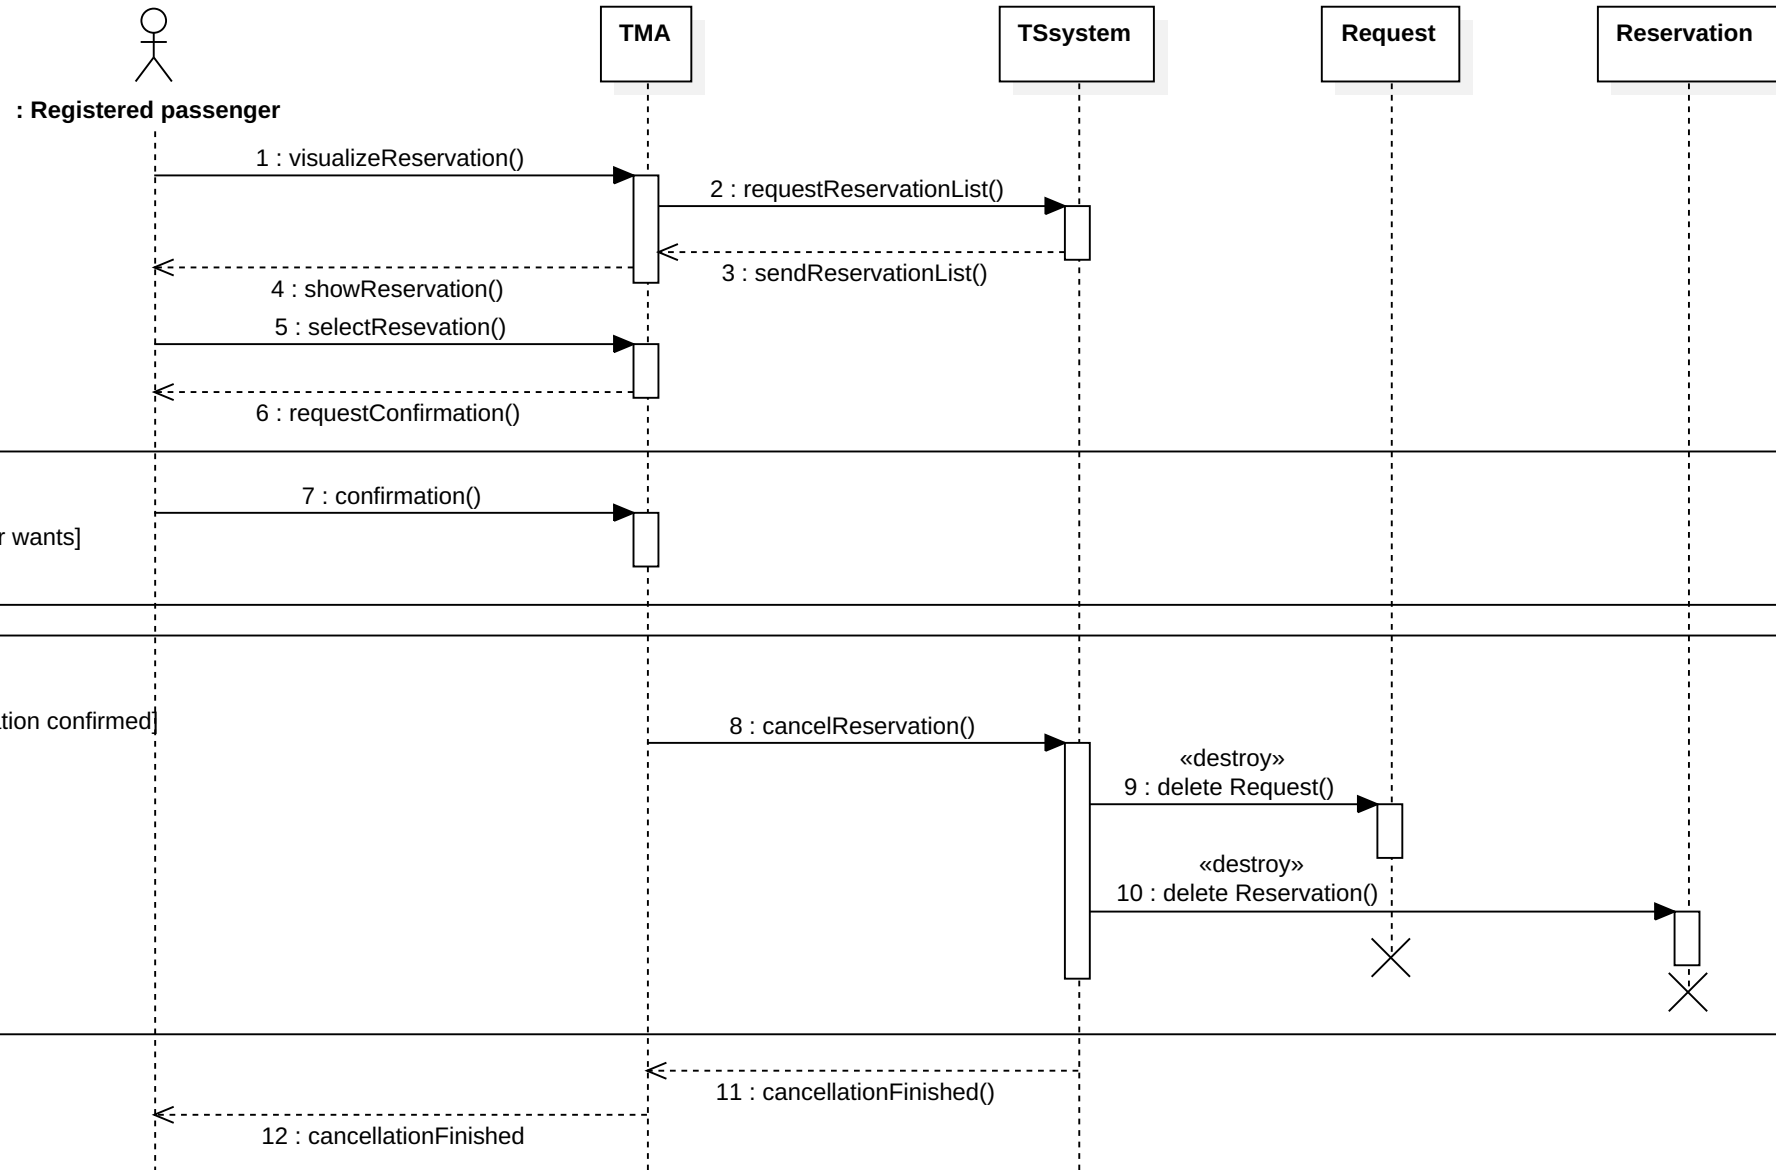 TMA
TSsystem
Request
Reservation
: Registered passenger
1 : visualizeReservation()
2 : requestReservationList()
3 : sendReservationList()
4 : showReservation()
5 : selectResevation()
6 : requestConfirmation()
7 : confirmation()
r wants]
ation confirmed]
8 : cancelReservation()
«destroy»
9 : delete Request()
«destroy»
10 : delete Reservation()
11 : cancellationFinished()
12 : cancellationFinished